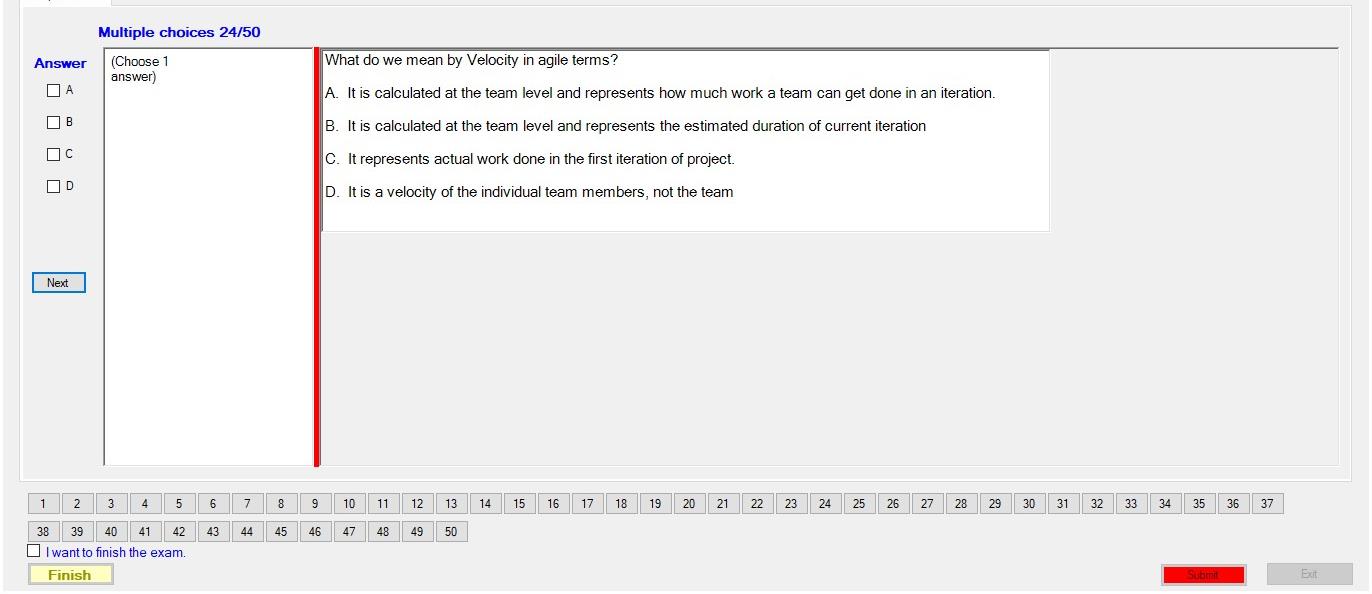 Multiple choices 24/50
Answer
A
B
C
D
Next
(Choose 1
answer)
What do we mean by Velocity in agile terms?
A. It is calculated at the team level and represents how much work a team can get done in an iteration.
B. It is calculated at the team level and represents the estimated duration of current iteration
C. It represents actual work done in the first iteration of project.
D. It is a velocity of the individual team members, not the team
1 2 3 4 5 6 7 8 9 10 11 12 13 14 15 16 17 18 19 20 21 22 23 24 25 26 27 28 29 30 31 32 33 34 35 36 37
38 39 40 41 42 43 44 45 46 47 48 49 50
I want to finish the exam.
Finish
Submit
Exit